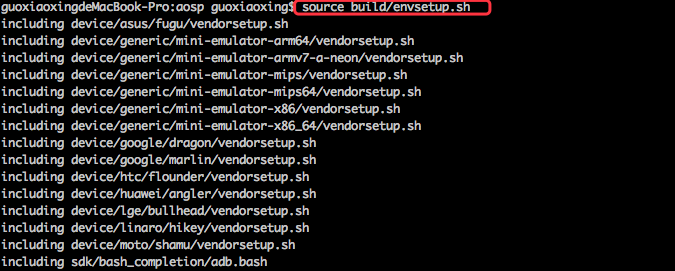 guoxiaoxingdeMacBook-Pro:aosp guoxiaoxing$ source build/envsetup.sh
including device/asus/fugu/vendorsetup.sh
including device/generic/mini-emulator-arm64/vendorsetup.sh
including device/generic/mini-emulator-armv7-a-neon/vendorsetup.sh
including device/generic/mini-emulator-mips/vendorsetup.sh
including device/generic/mini-emulator-mips64/vendorsetup.sh
including device/generic/mini-emulator-x86/vendorsetup.sh
including device/generic/mini-emulator-x86_64/vendorsetup.sh
including device/google/dragon/vendorsetup.sh
including device/google/marlin/vendorsetup.sh
including device/htc/flounder/vendorsetup.sh
including device/huawei/angler/vendorsetup.sh
including device/lge/bullhead/vendorsetup.sh
including device/linaro/hikey/vendorsetup.sh
including device/moto/shamu/vendorsetup.sh
including sdk/bash_completion/adb.bash